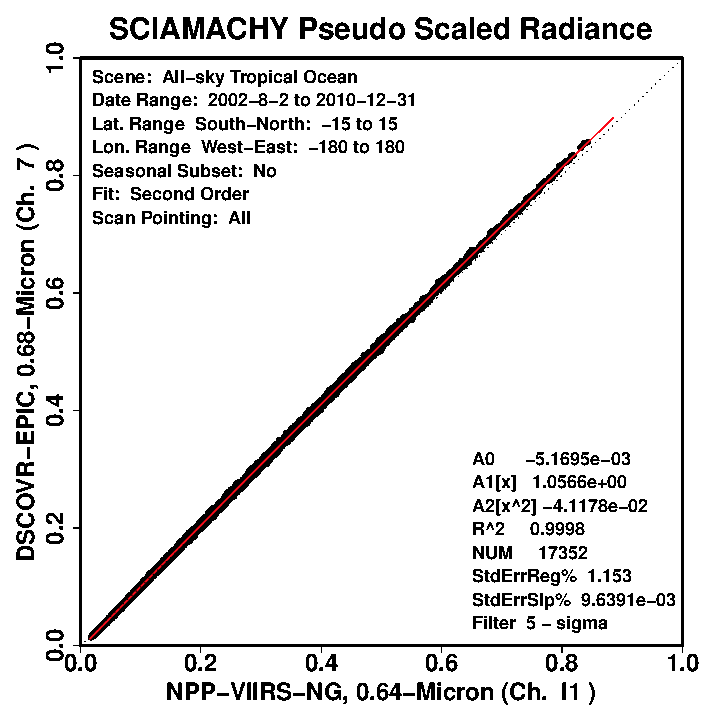 SCIAMACHY Pseudo Scaled Radiance
Scene: All-sky Tropical Ocean
Date Range: 2002-8-2 to 2010-12-31
Lat. Range South-North: -15 to 15
Lon. Range West-East: -180 to 180
Seasonal Subset: No
Fit: Second Order
Scan Pointing: All
DSCOVR-EPIC, 0.68-Micron (Ch. 7 )
1.0
0.8
0.6
0.4
0.2
0.0
A0 -5.1695e-03
A1[x] 1.0566e+00
A2[x^2] -4.1178e-02
R^2 0.9998
NUM 17352
StdErrReg% 1.153
StdErrSlp% 9.6391e-03
Filter 5 - sigma
0.0 0.2 0.4 0.6 0.8 1.0
NPP-VIIRS-NG, 0.64-Micron (Ch. I1 )